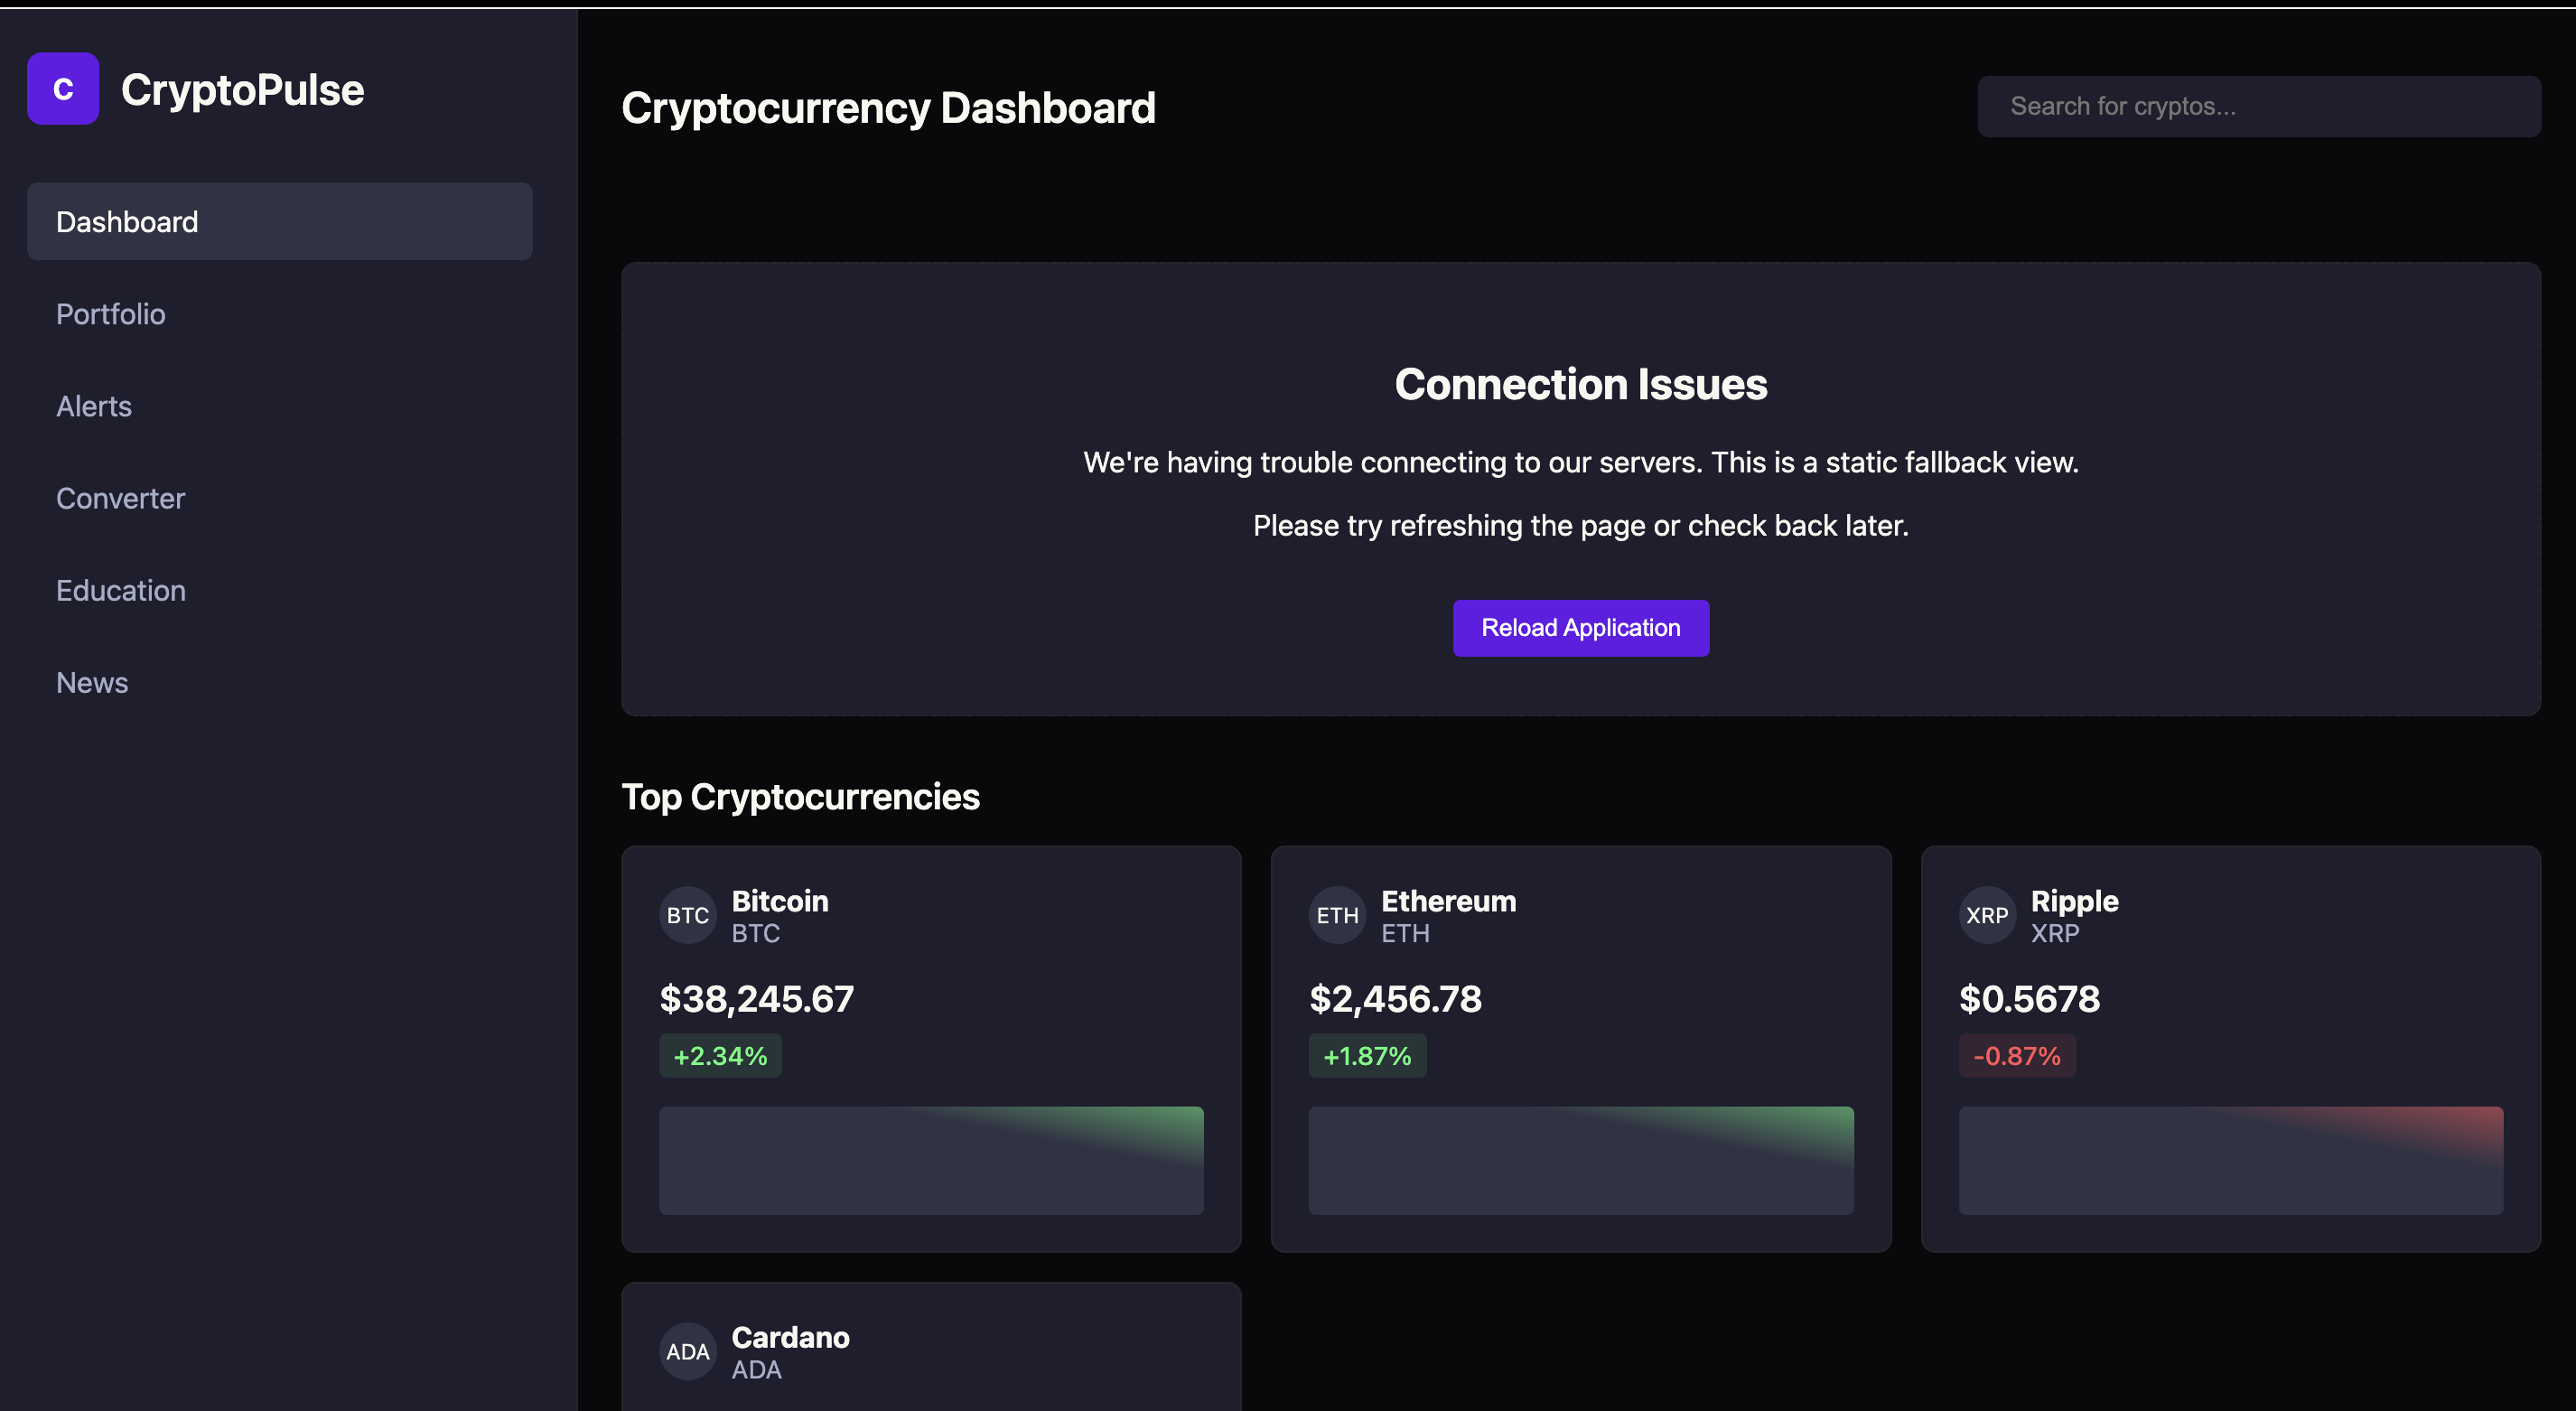 C
CryptoPulse
Dashboard
Portfolio
Alerts
Converter
Education
News
Cryptocurrency Dashboard
Search for cryptos...
Connection Issues
We're having trouble connecting to our servers. This is a static fallback view.
Please try refreshing the page or check back later.
Reload Application
Top Cryptocurrencies
BTC
Bitcoin
BTC
$38,245.67
+2.34%
ETH
Ethereum
ETH
$2,456.78
+1.87%
XRP
Ripple
XRP
$0.5678
-0.87%
ADA
Cardano
ADA